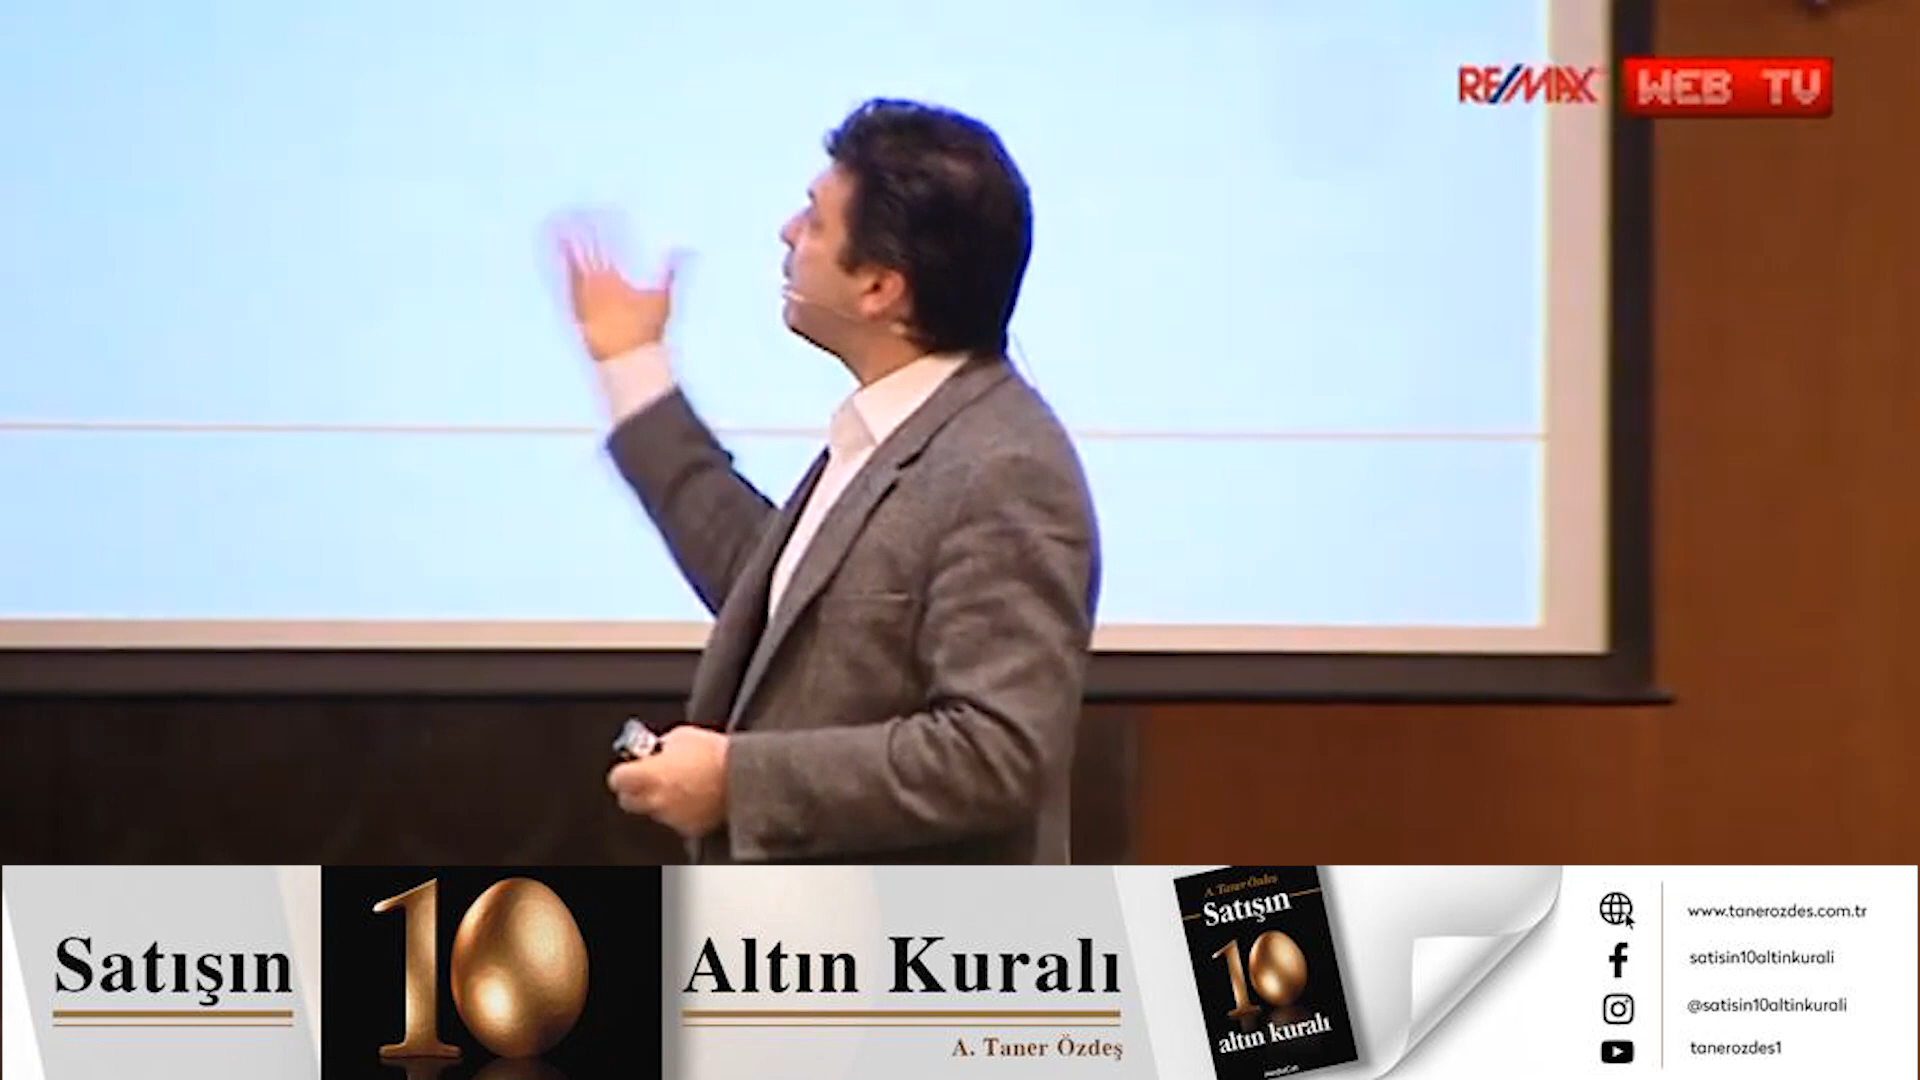 RE/MAX WEB TV
Satışın 10 Altın Kuralı
A. Taner Özdeş
A. Taner Özdeş
Satışın
10
altın kuralı
MediaCat
www.tanerozdes.com.tr
satisin10altinkurali
@satisin10altinkurali
tanerozdes1